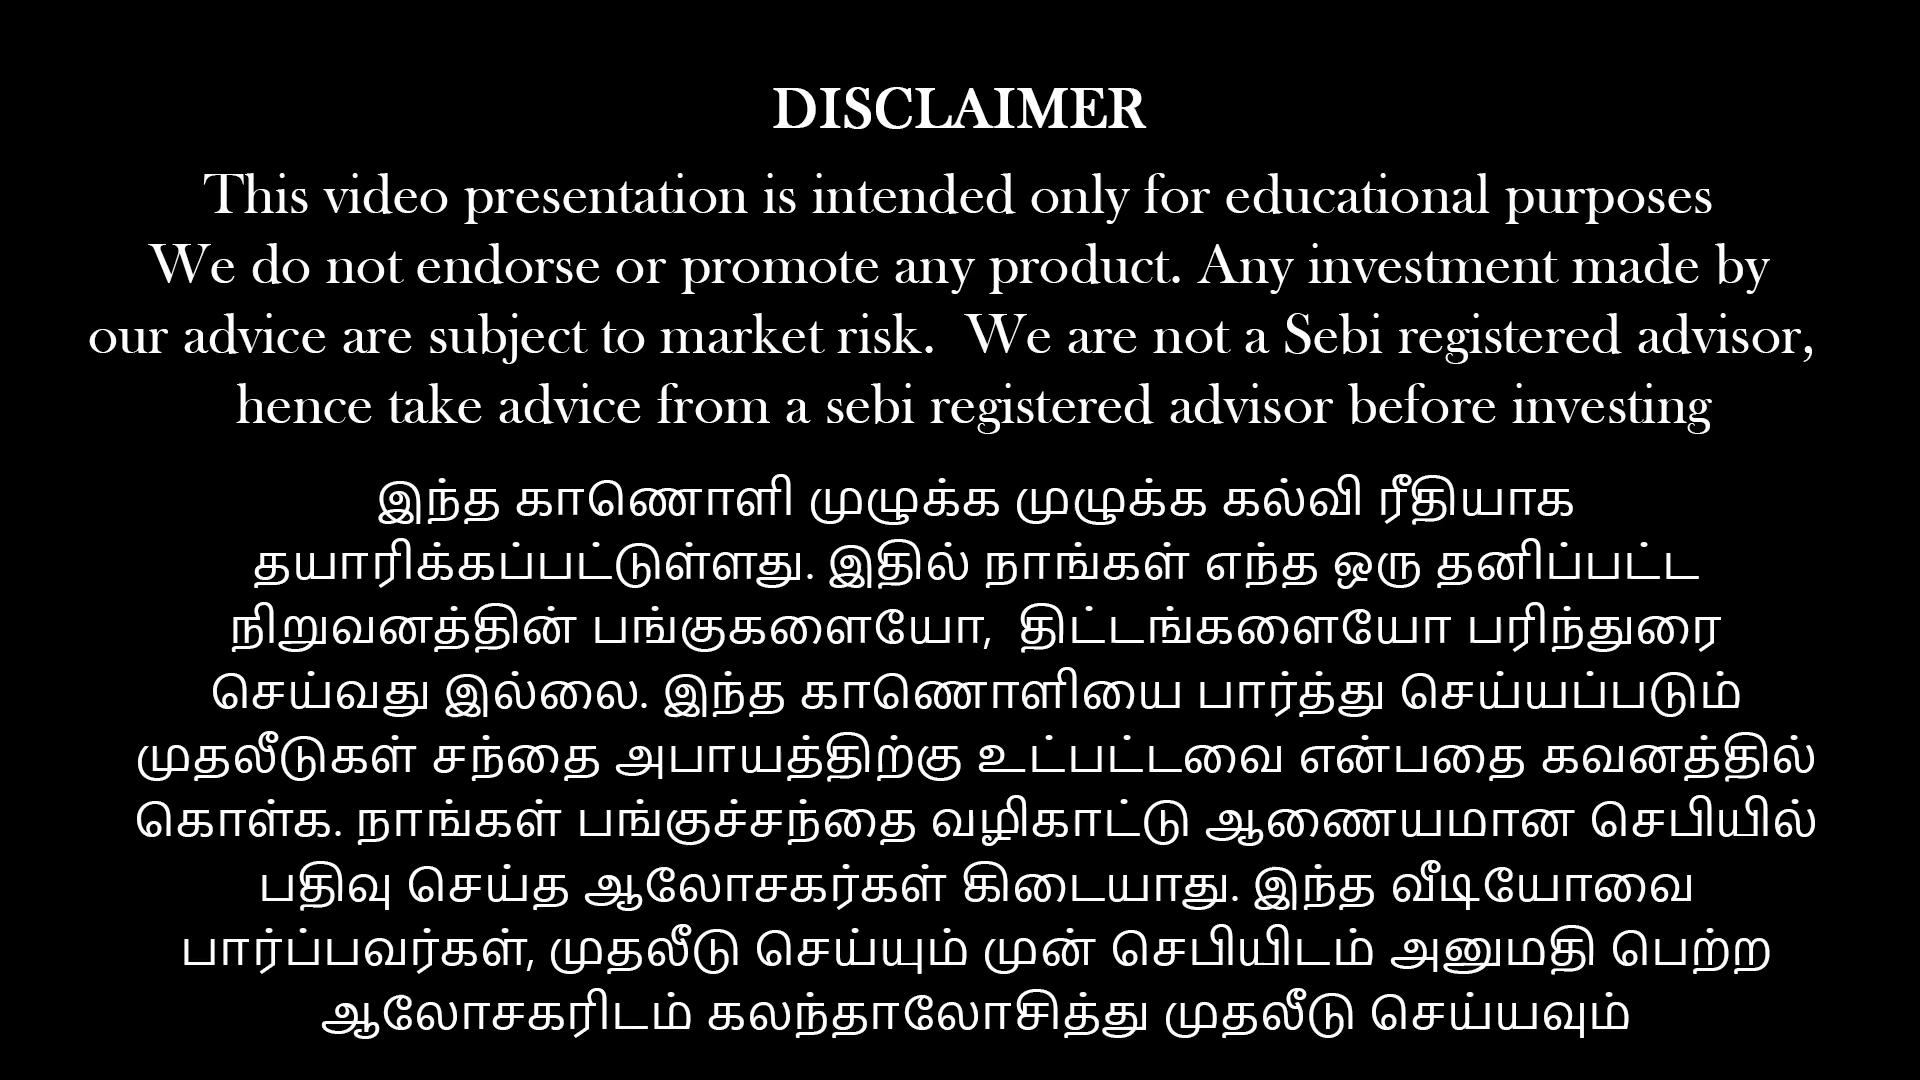 DISCLAIMER
This video presentation is intended only for educational purposes
We do not endorse or promote any product. Any investment made by
our advice are subject to market risk.  We are not a Sebi registered advisor,
hence take advice from a sebi registered advisor before investing
இந்த காணொளி முழுக்க முழுக்க கல்வி ரீதியாக
தயாரிக்கப்பட்டுள்ளது. இதில் நாங்கள் எந்த ஒரு தனிப்பட்ட
நிறுவனத்தின் பங்குகளையோ,  திட்டங்களையோ பரிந்துரை
செய்வது இல்லை. இந்த காணொளியை பார்த்து செய்யப்படும்
முதலீடுகள் சந்தை அபாயத்திற்கு உட்பட்டவை என்பதை கவனத்தில்
கொள்க. நாங்கள் பங்குச்சந்தை வழிகாட்டு ஆணையமான செபியில்
பதிவு செய்த ஆலோசகர்கள் கிடையாது. இந்த வீடியோவை
பார்ப்பவர்கள், முதலீடு செய்யும் முன் செபியிடம் அனுமதி பெற்ற
ஆலோசகரிடம் கலந்தாலோசித்து முதலீடு செய்யவும்